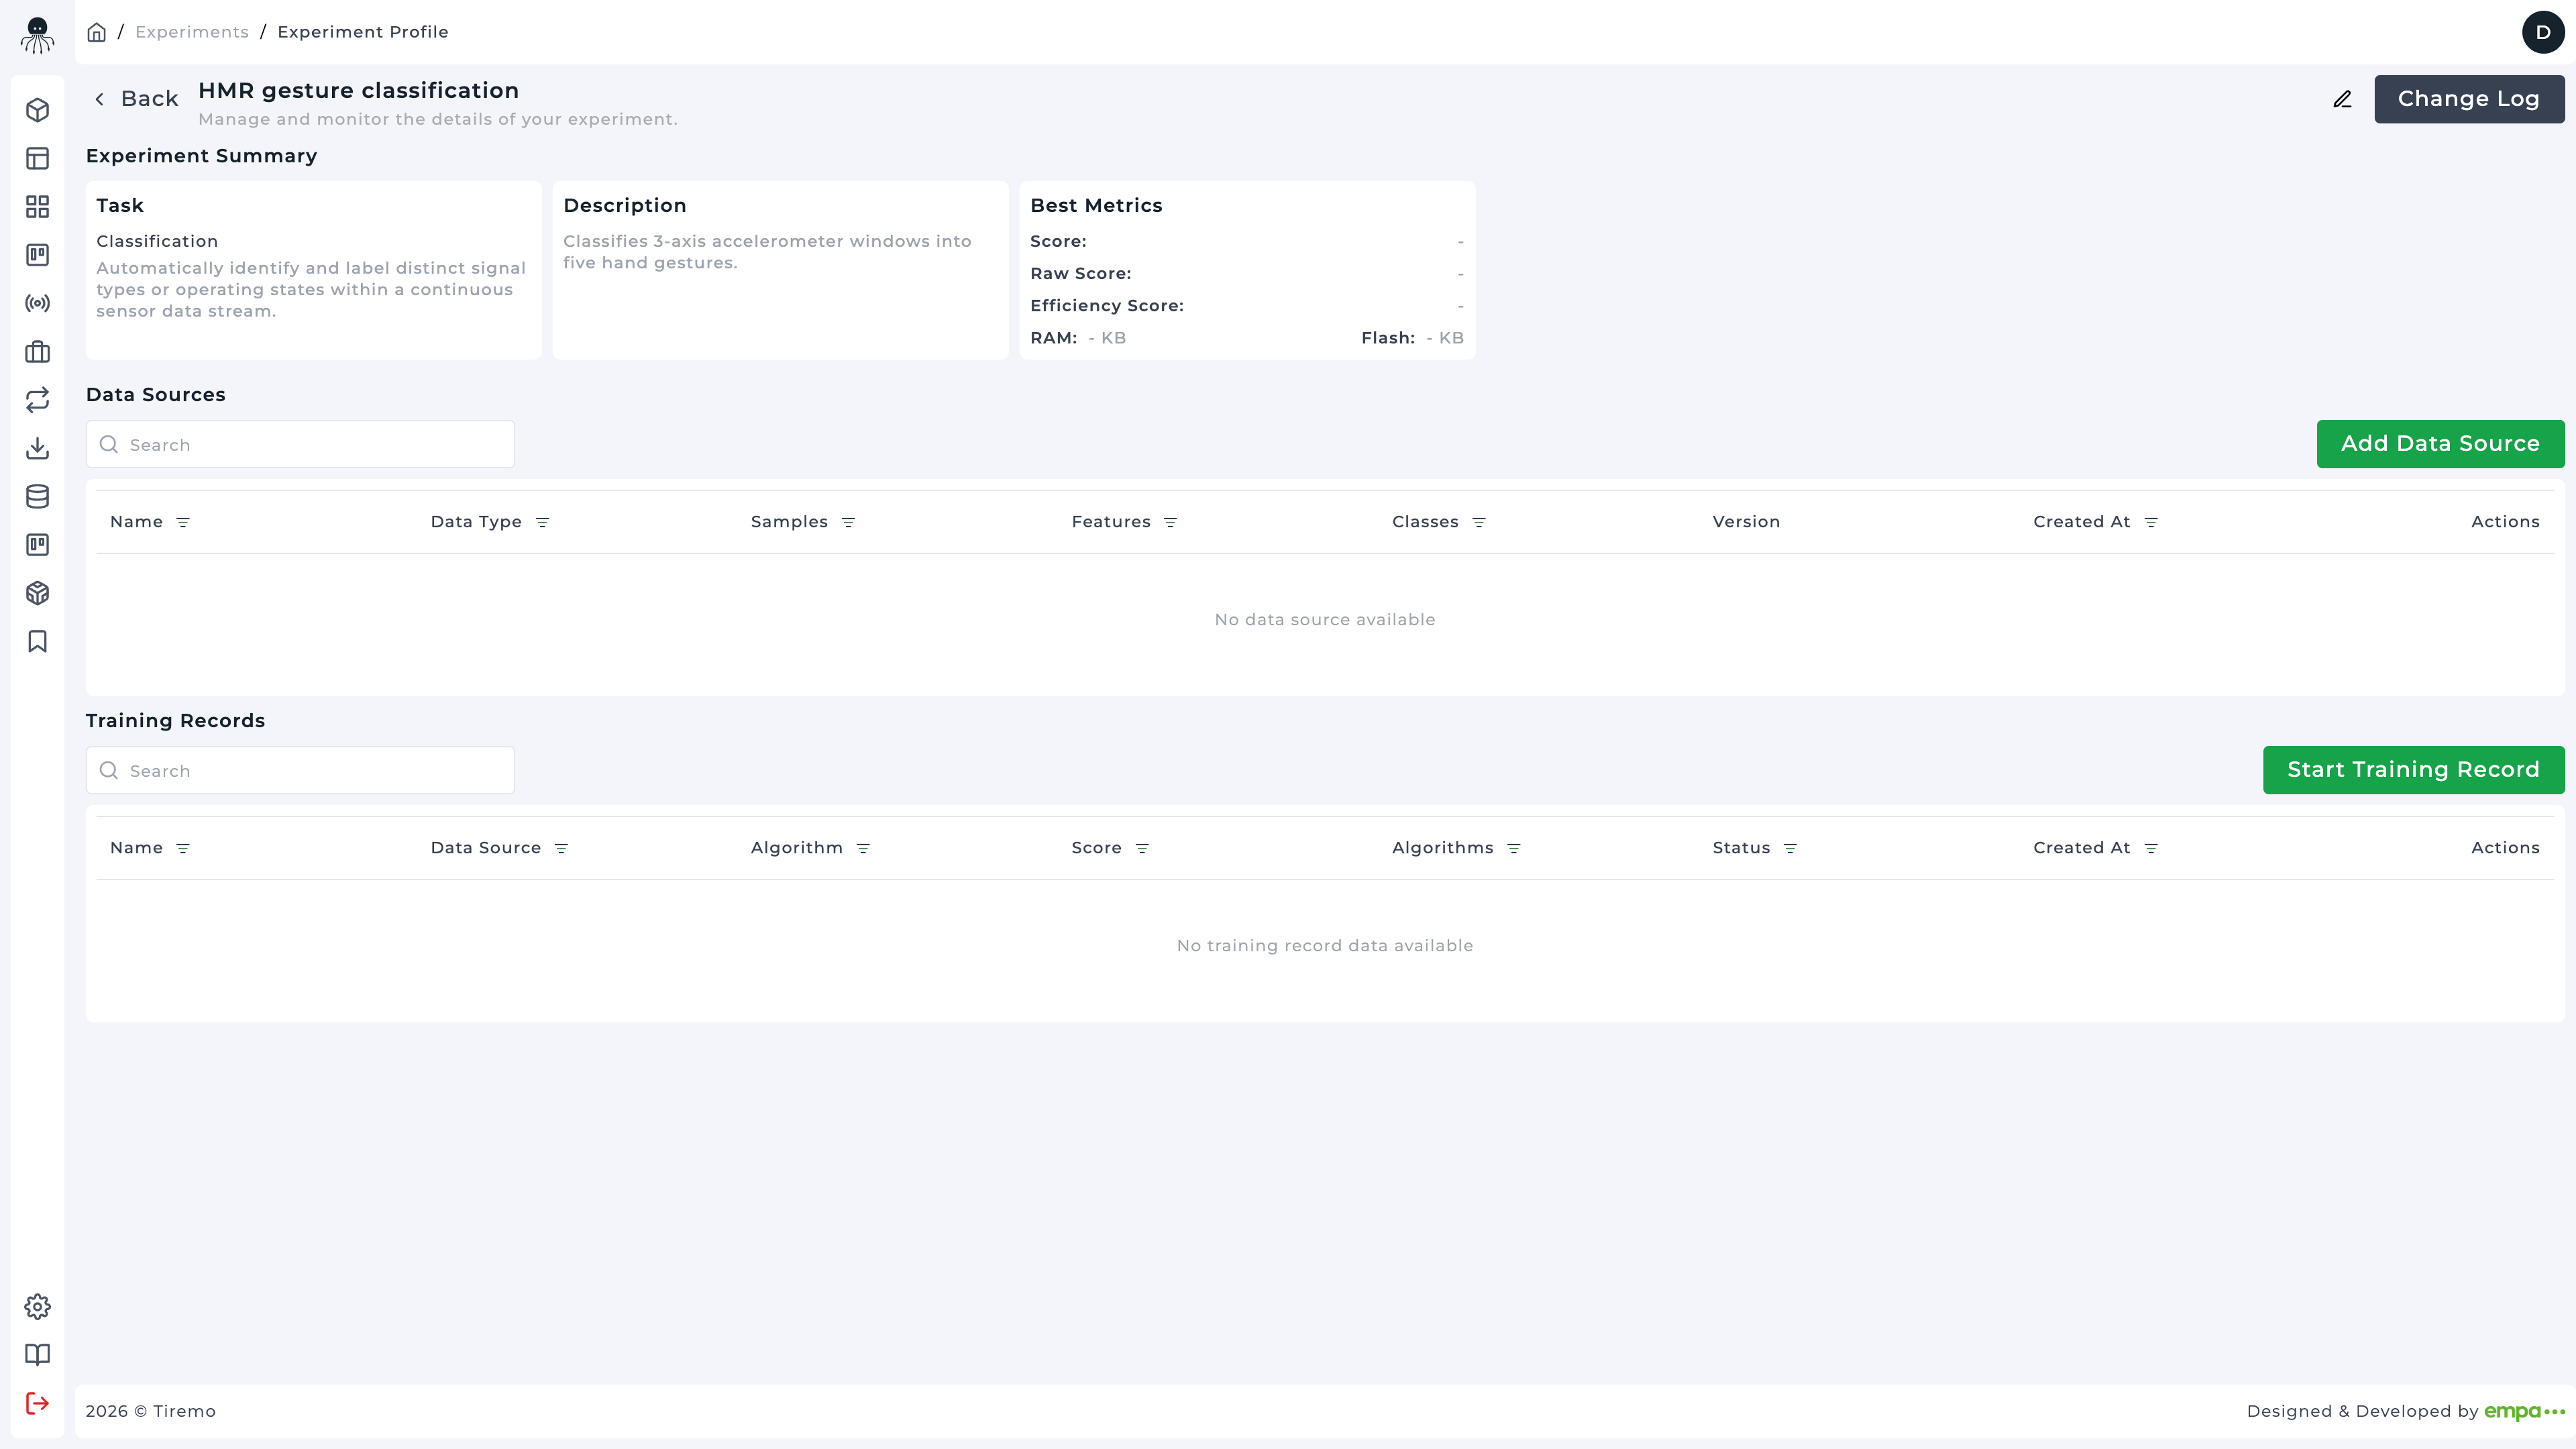 / Experiments / Experiment Profile
D
Back
HMR gesture classification
Manage and monitor the details of your experiment.
Change Log
Experiment Summary
Task
Classification
Automatically identify and label distinct signal
types or operating states within a continuous
sensor data stream.
Description
Classifies 3-axis accelerometer windows into
five hand gestures.
Best Metrics
Score: -
Raw Score: -
Efficiency Score: -
RAM: - KB Flash: - KB
Data Sources
Search
Add Data Source
Name Data Type Samples Features Classes Version Created At Actions
No data source available
Training Records
Search
Start Training Record
Name Data Source Algorithm Score Algorithms Status Created At Actions
No training record data available
2026 © Tiremo
Designed & Developed by empa